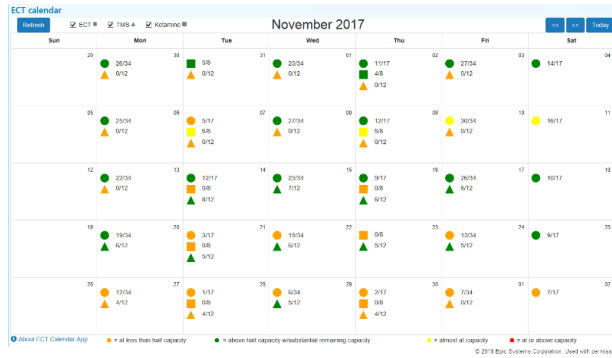 ECT calendar
Refresh ECT TMS Ketamine November 2017 << >> Today
Sun Mon Tue Wed Thu Fri Sat
29 30 31 01 02 03 04
26/34 5/8 11/17 27/34 14/17
0/12 0/12 0/12 4/8 0/12
0/12
05 06 07 08 09 10 11
25/34 5/17 27/34 12/17 30/34 16/17
0/12 6/8 0/12 6/8 0/12
0/12 0/12
12 13 14 15 16 17 18
22/34 12/17 25/34 9/17 26/34 10/17
0/12 0/8 7/12 0/8
6/12
19 20 21 22 23 24 25
19/34 3/17 15/34 0/8 13/34 9/17
6/12 0/8 6/12 5/12 5/12
5/12
26 27 28 29 30 02
12/34 1/17 6/34 2/17 7/34 7/17
4/12 0/8 5/12 0/8 0/12
4/12 4/12
About ECT Calendar App = at less than half capacity = above half capacity w/substantial remaining capacity = almost at capacity = at or above capacity
© 2018 Epic Systems Corporation. Used with permiss